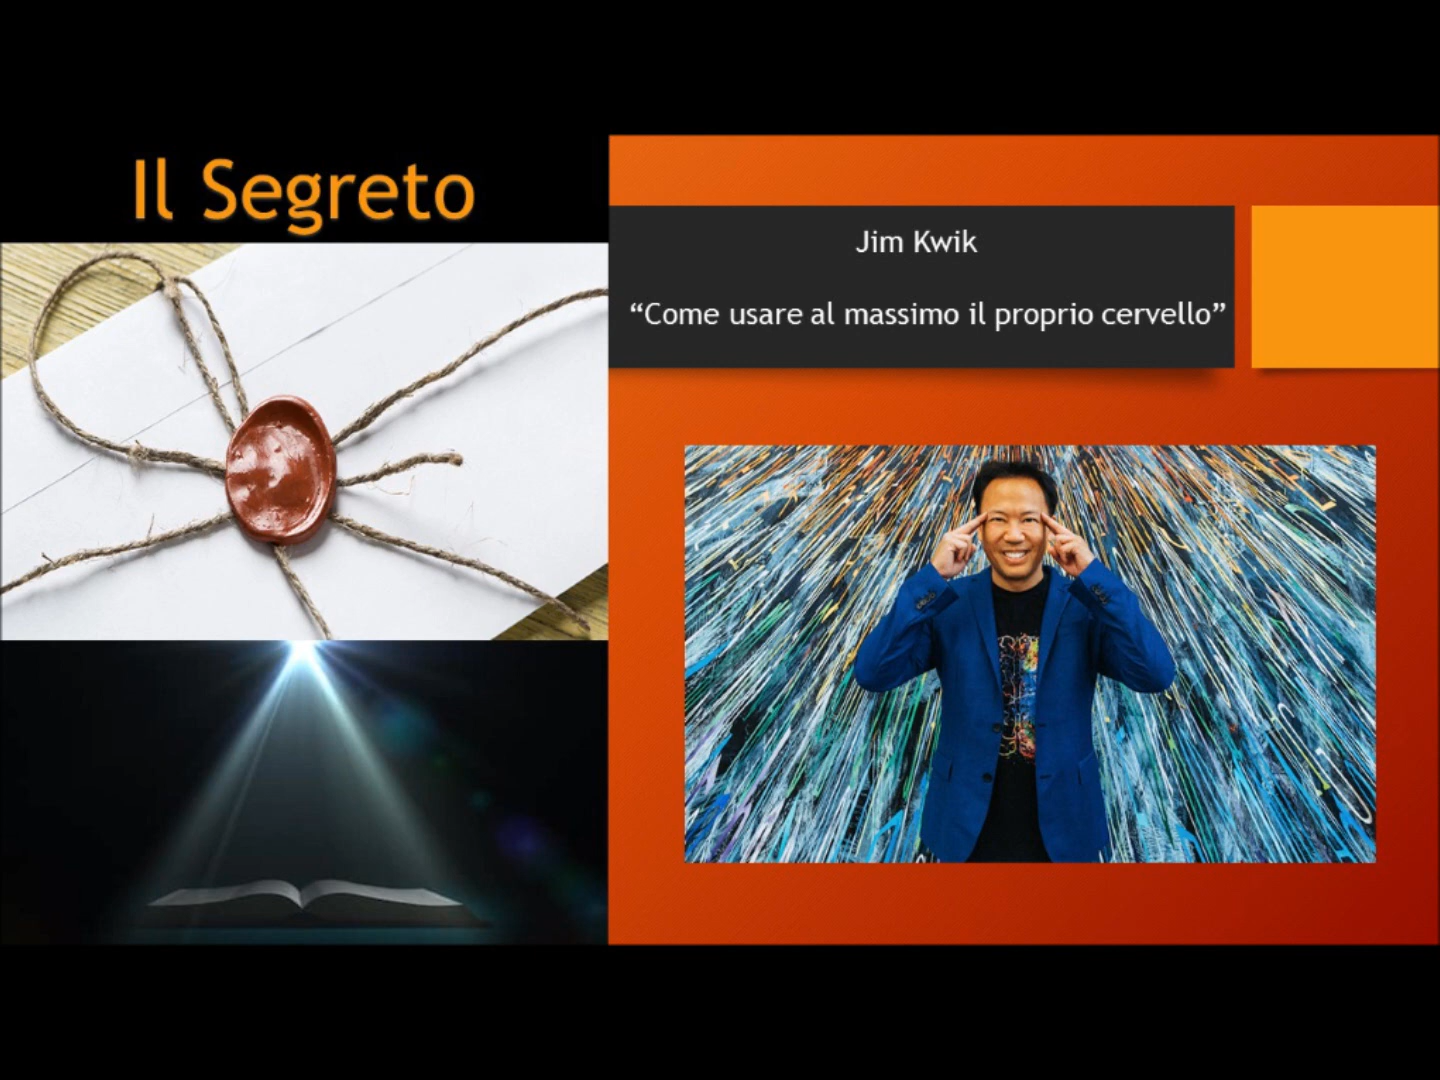 Il Segreto
Jim Kwik
“Come usare al massimo il proprio cervello”